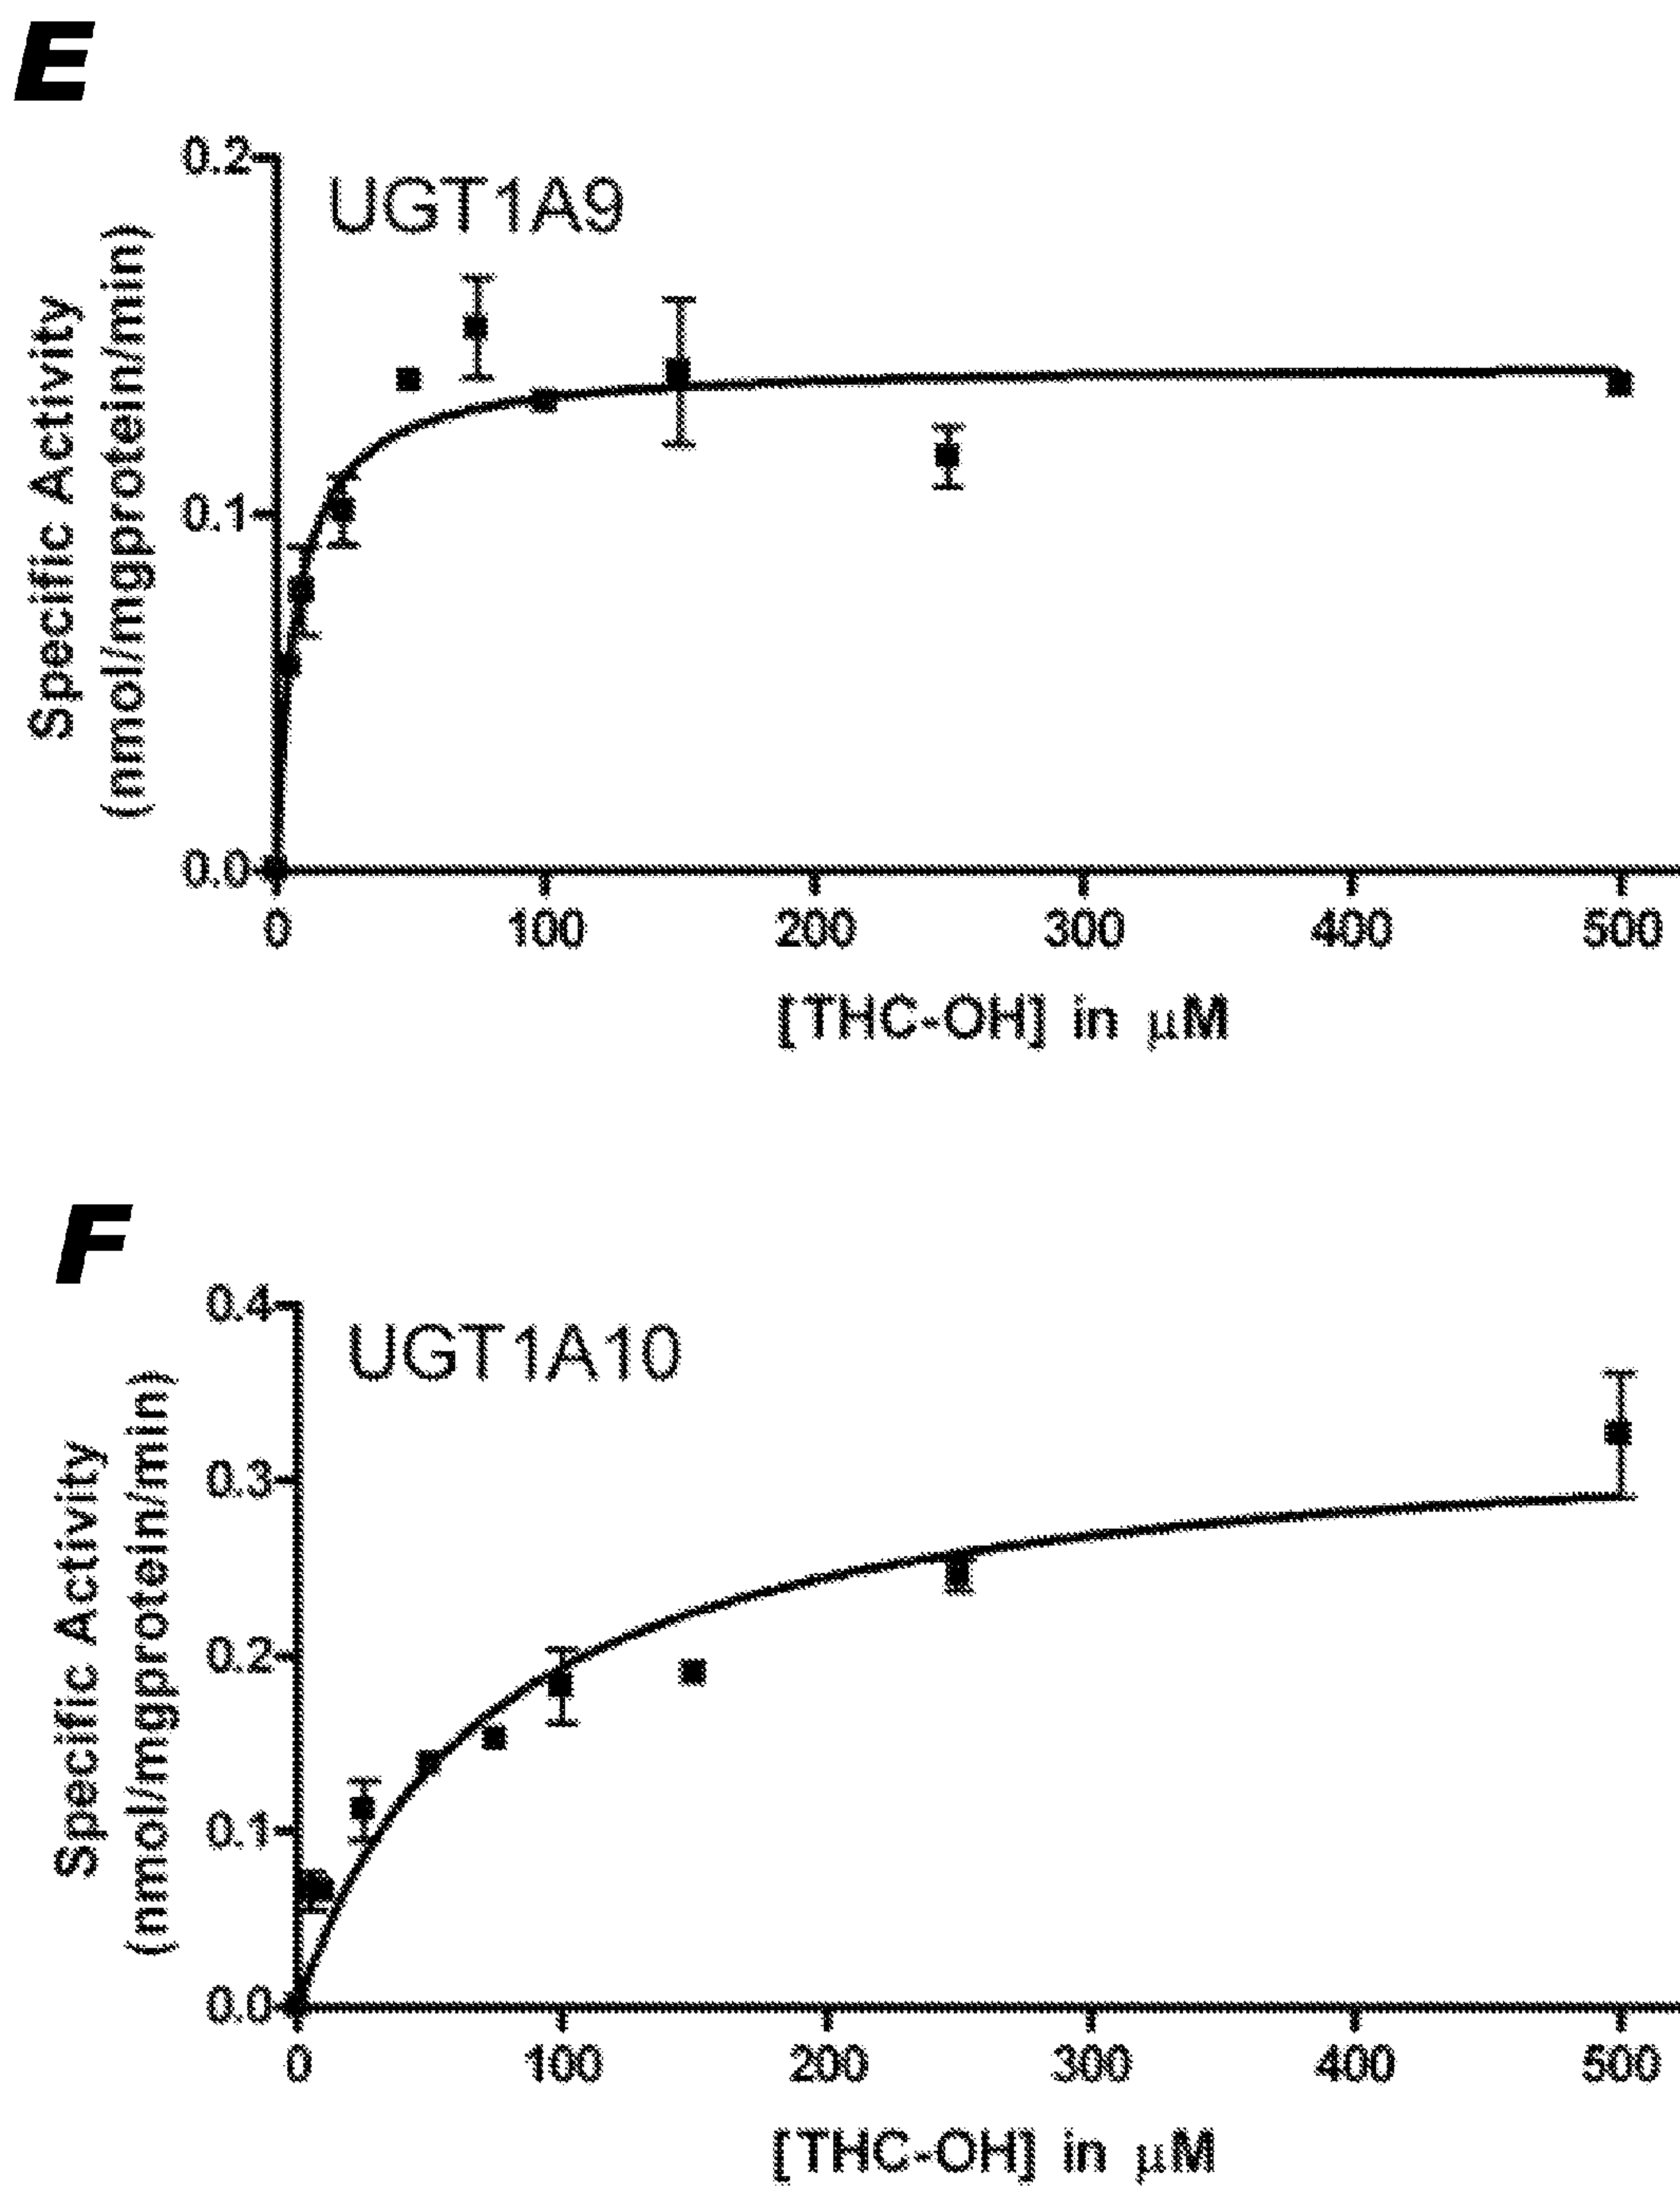 E
0.2
UGT1A9
0.1
0.0
Specific Activity
(nmol/mgprotein/min)
0 100 200 300 400 500
[THC-OH] in μM
F
0.4
UGT1A10
0.3
0.2
0.1
0.0
Specific Activity
(nmol/mgprotein/min)
0 100 200 300 400 500
[THC-OH] in μM